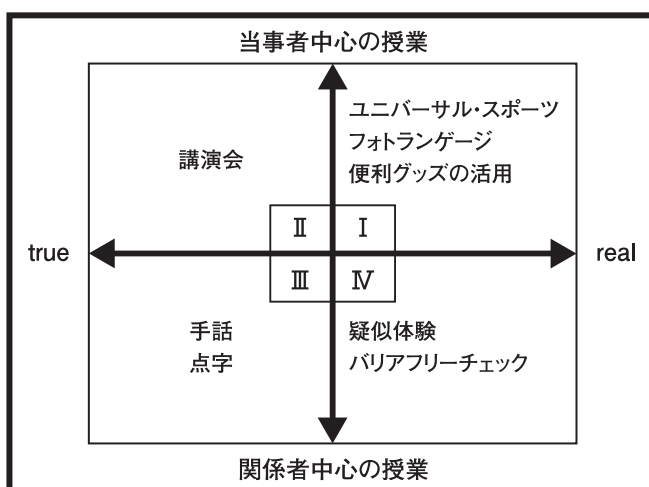 当事者中心の授業
ユニバーサル・スポーツ
フォトランゲージ
便利グッズの活用
講演会
Ⅱ Ⅰ
true
real
Ⅲ Ⅳ
手話
点字
疑似体験
バリアフリーチェック
関係者中心の授業